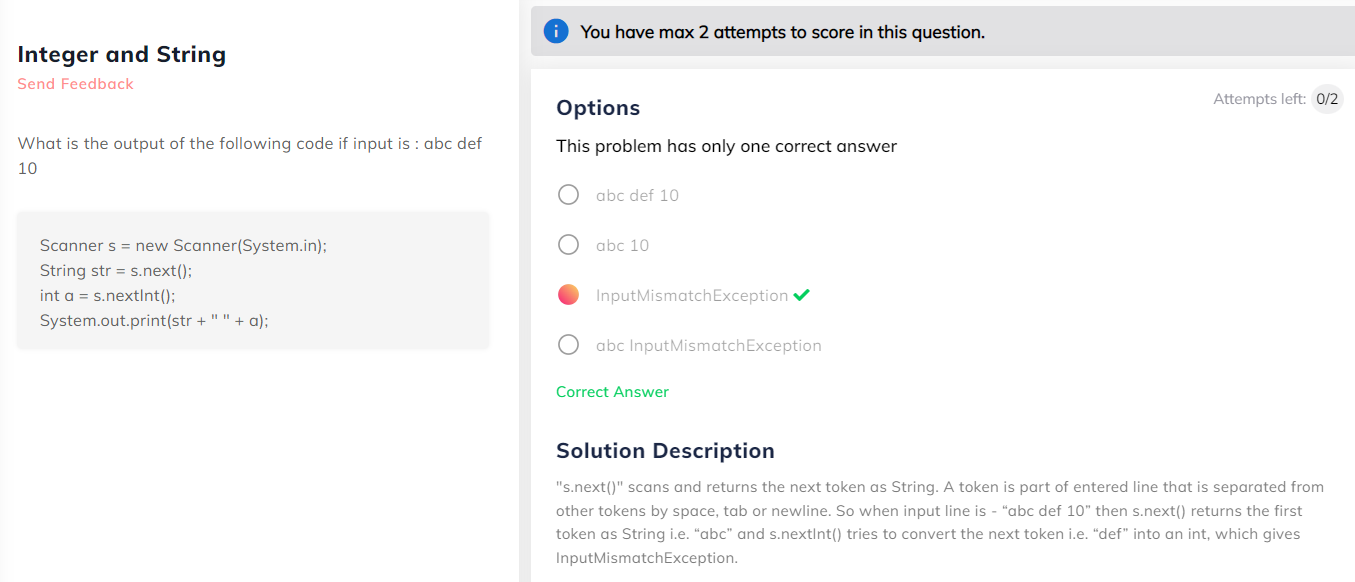 Integer and String
Send Feedback
What is the output of the following code if input is : abc def
10
Scanner s = new Scanner(System.in);
String str = s.next();
int a = s.nextInt();
System.out.print(str + " " + a);
You have max 2 attempts to score in this question.
Options
Attempts left: 0/2
This problem has only one correct answer
abc def 10
abc 10
InputMismatchException
abc InputMismatchException
Correct Answer
Solution Description
"s.next()" scans and returns the next token as String. A token is part of entered line that is separated from
other tokens by space, tab or newline. So when input line is - “abc def 10” then s.next() returns the first
token as String i.e. “abc” and s.nextInt() tries to convert the next token i.e. “def” into an int, which gives
InputMismatchException.